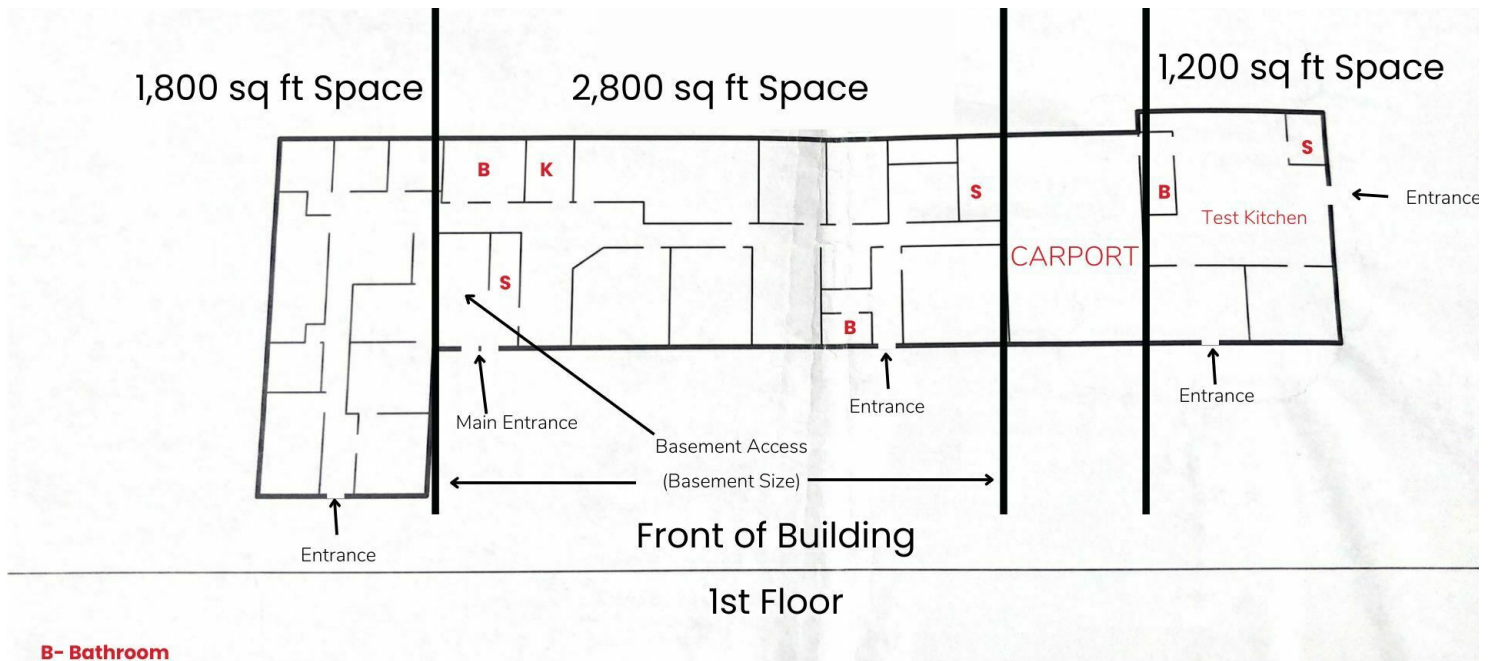 1,800 sq ft Space
2,800 sq ft Space
1,200 sq ft Space
B
K
S
S
B
S
Test Kitchen
Entrance
CARPORT
S
B
Main Entrance
Entrance
Entrance
Basement Access
(Basement Size)
Entrance
Front of Building
1st Floor
B- Bathroom